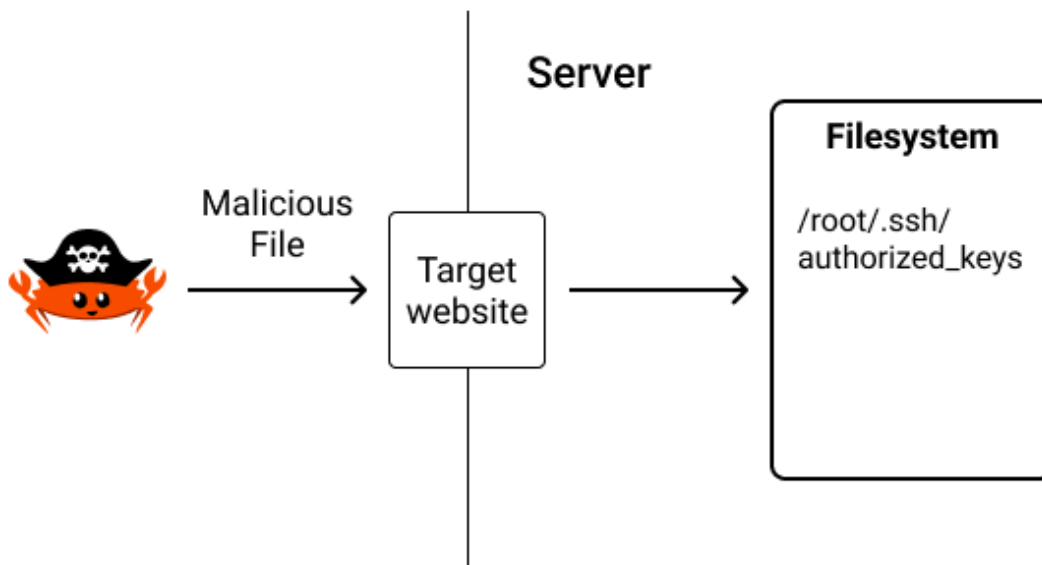 Server
Filesystem
Malicious
File
/root/.ssh/
authorized_keys
Target
website